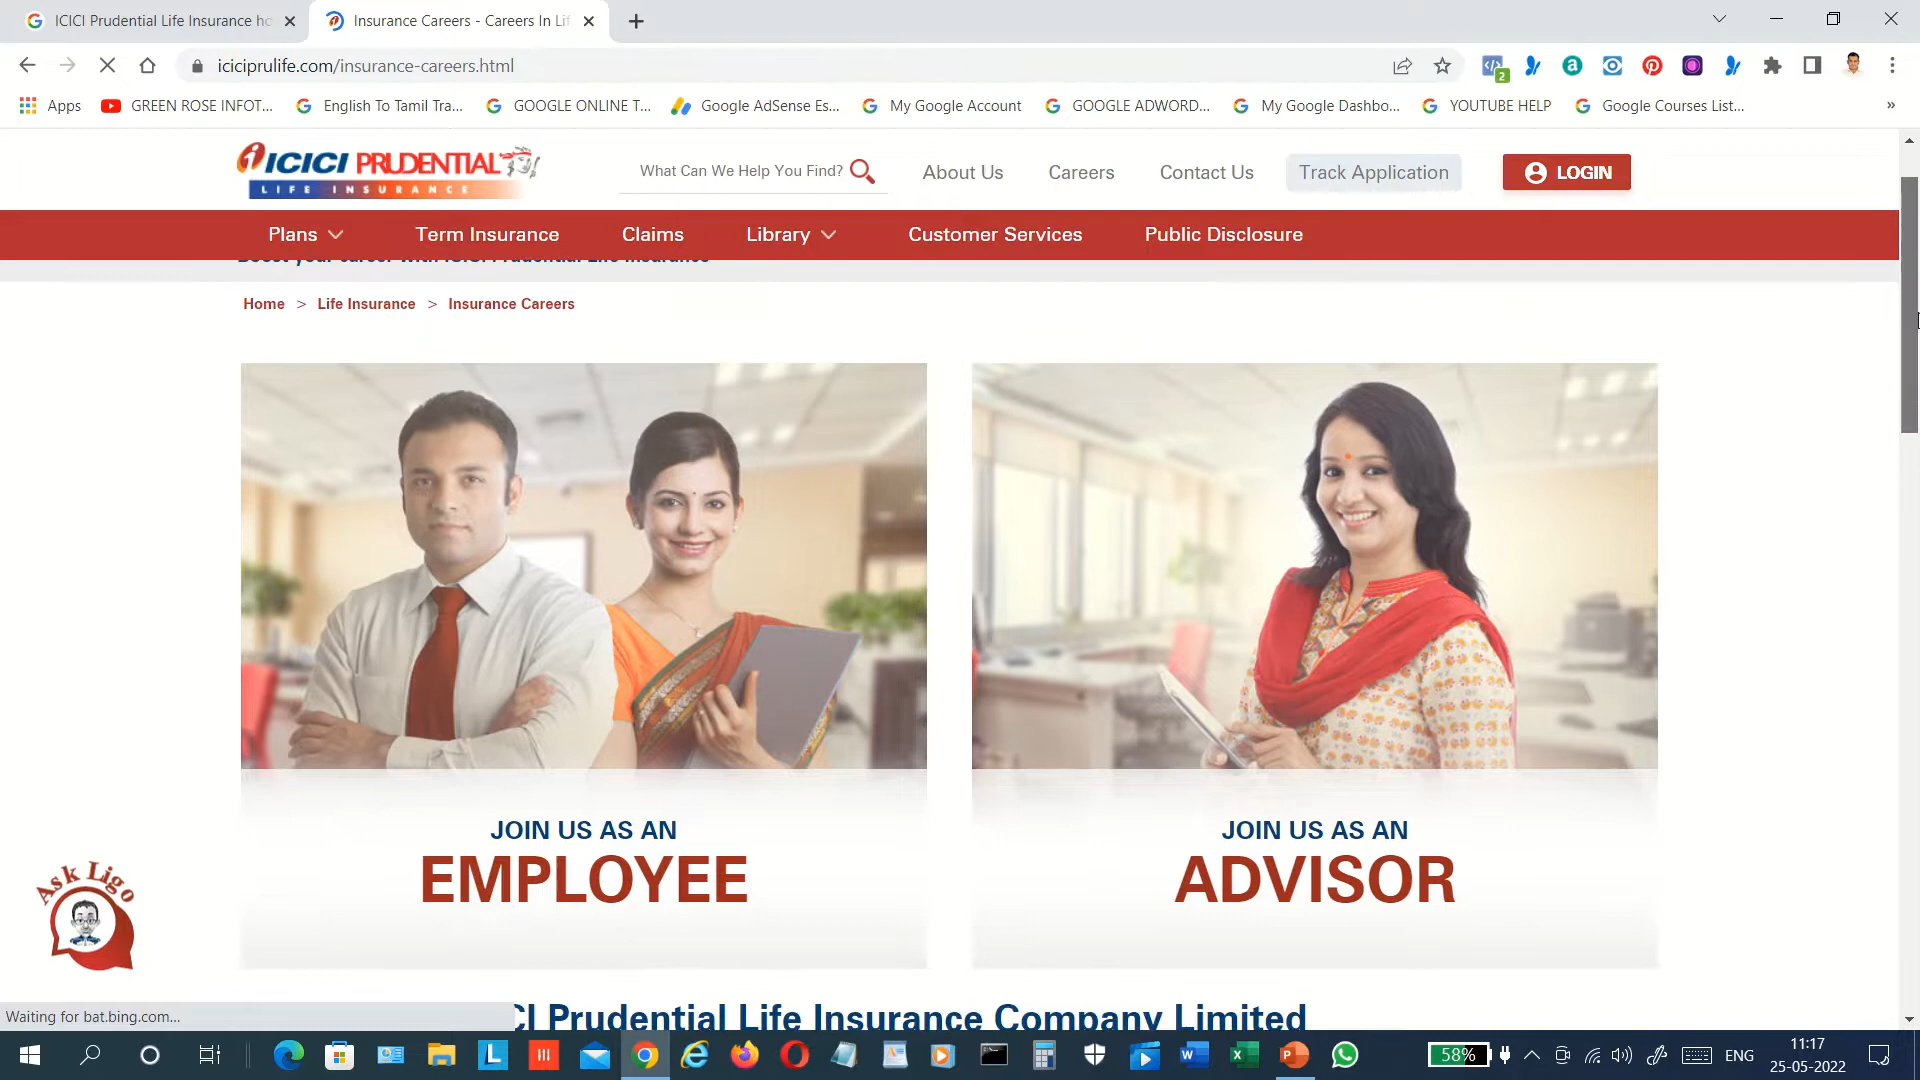 ICICI Prudential Life Insurance ho
Insurance Careers - Careers In Lif
iciciprulife.com/insurance-careers.html
2
Apps
GREEN ROSE INFOT...
English To Tamil Tra...
GOOGLE ONLINE T...
Google AdSense Es...
My Google Account
GOOGLE ADWORD...
My Google Dashbo...
YOUTUBE HELP
Google Courses List...
»
ICICI PRUDENTIAL
LIFE INSURANCE
What Can We Help You Find?
About Us
Careers
Contact Us
Track Application
LOGIN
Plans
Term Insurance
Claims
Library
Customer Services
Public Disclosure
Boost your career with ICICI Prudential Life Insurance
Home > Life Insurance > Insurance Careers
JOIN US AS AN
EMPLOYEE
JOIN US AS AN
ADVISOR
Ask Ligo
CI Prudential Life Insurance Company Limited
Waiting for bat.bing.com...
58%
ENG
11:17
25-05-2022